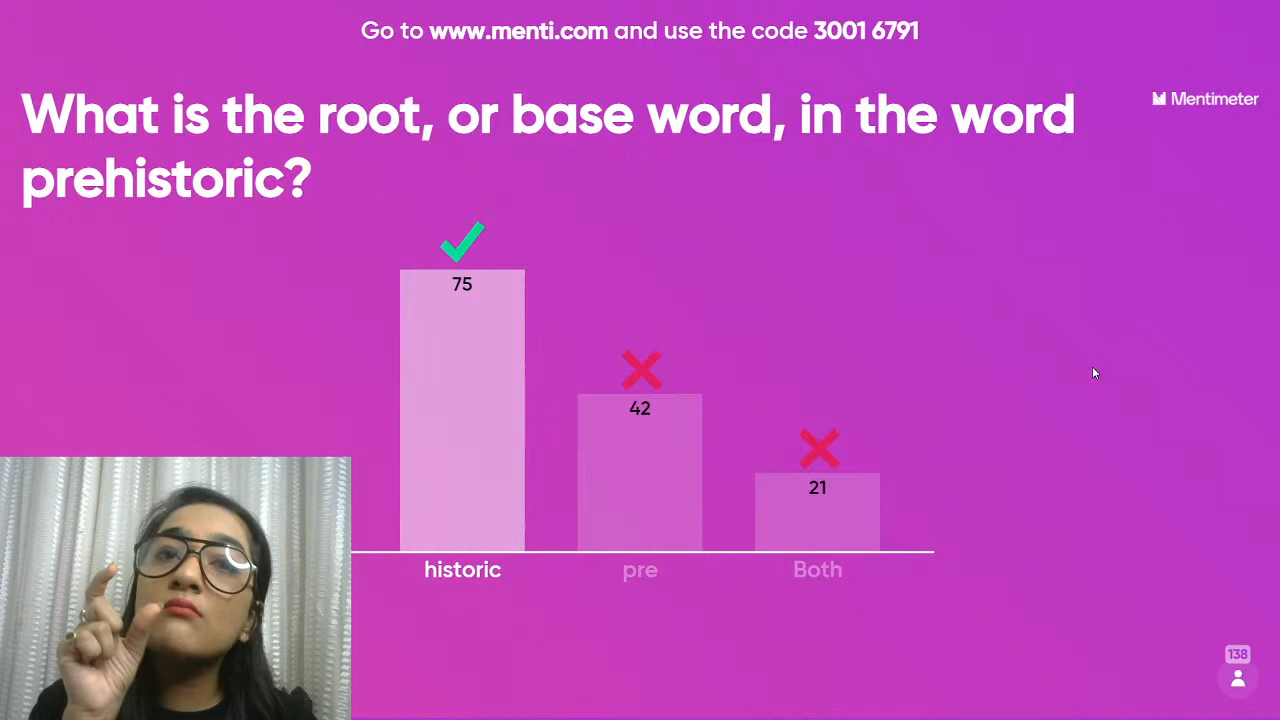 Go to www.menti.com and use the code 3001 6791
What is the root, or base word, in the word
prehistoric?
Mentimeter
75
42
21
historic
pre
Both
138